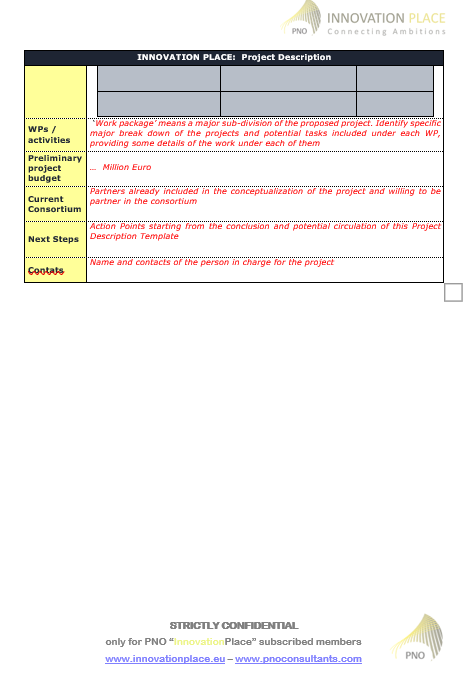 INNOVATION PLACE
Connecting Ambitions
PNO
INNOVATION PLACE: Project Description
WPs / activities
'Work package' means a major sub-division of the proposed project. Identify specific
major break down of the projects and potential tasks included under each WP,
providing some details of the work under each of them
Preliminary
project
budget
... Million Euro
Current
Consortium
Partners already included in the conceptualization of the project and willing to be
partner in the consortium
Next Steps
Action Points starting from the conclusion and potential circulation of this Project
Description Template
Contats
Name and contacts of the person in charge for the project
STRICTLY CONFIDENTIAL
only for PNO "InnovationPlace" subscribed members
www.innovationplace.eu – www.pnoconsultants.com
PNO